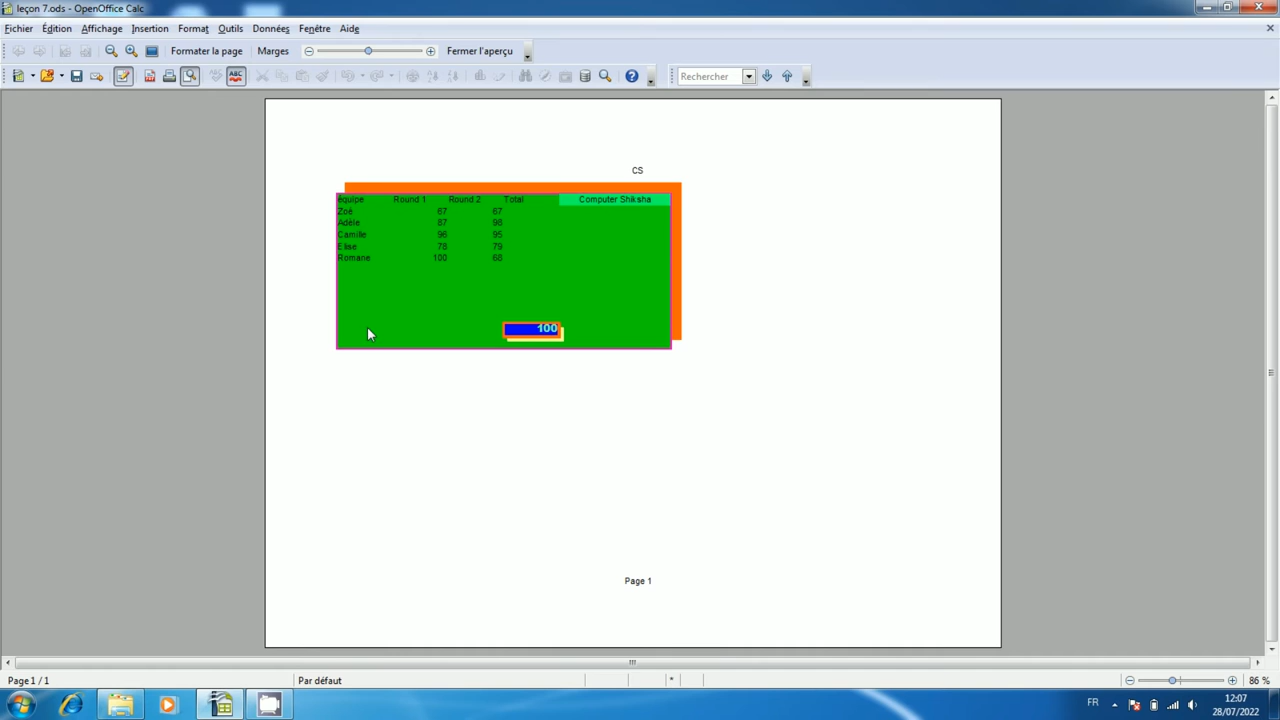 leçon 7.ods - OpenOffice Calc
Fichier Édition Affichage Insertion Format Outils Données Fenêtre Aide
Formater la page Marges Fermer l'aperçu
ABC Rechercher
CS
équipe Round 1 Round 2 Total Computer Shiksha
Zoé 67 67
Adèle 87 98
Camille 96 95
Elise 78 79
Romane 100 68
100
Page 1
Page 1 / 1 Par défaut * 86 %
FR 12:07
28/07/2022